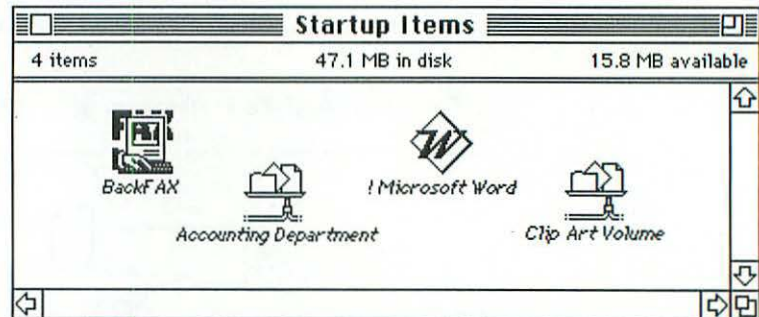 Startup Items
4 items 47.1 MB in disk 15.8 MB available
BackFAX ! Microsoft Word
Accounting Department Clip Art Volume